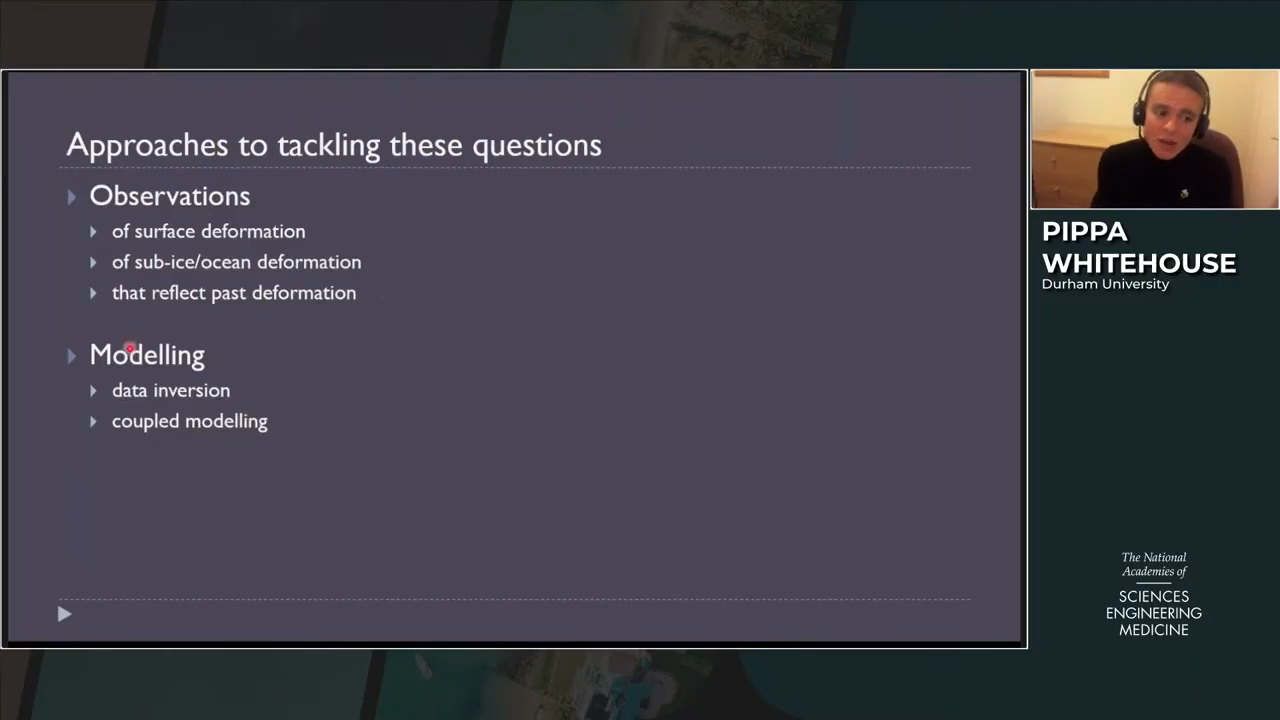 Approaches to tackling these questions
Observations
of surface deformation
of sub-ice/ocean deformation
that reflect past deformation
Modelling
data inversion
coupled modelling
PIPPA
WHITEHOUSE
Durham University
The National
Academies of
SCIENCES
ENGINEERING
MEDICINE